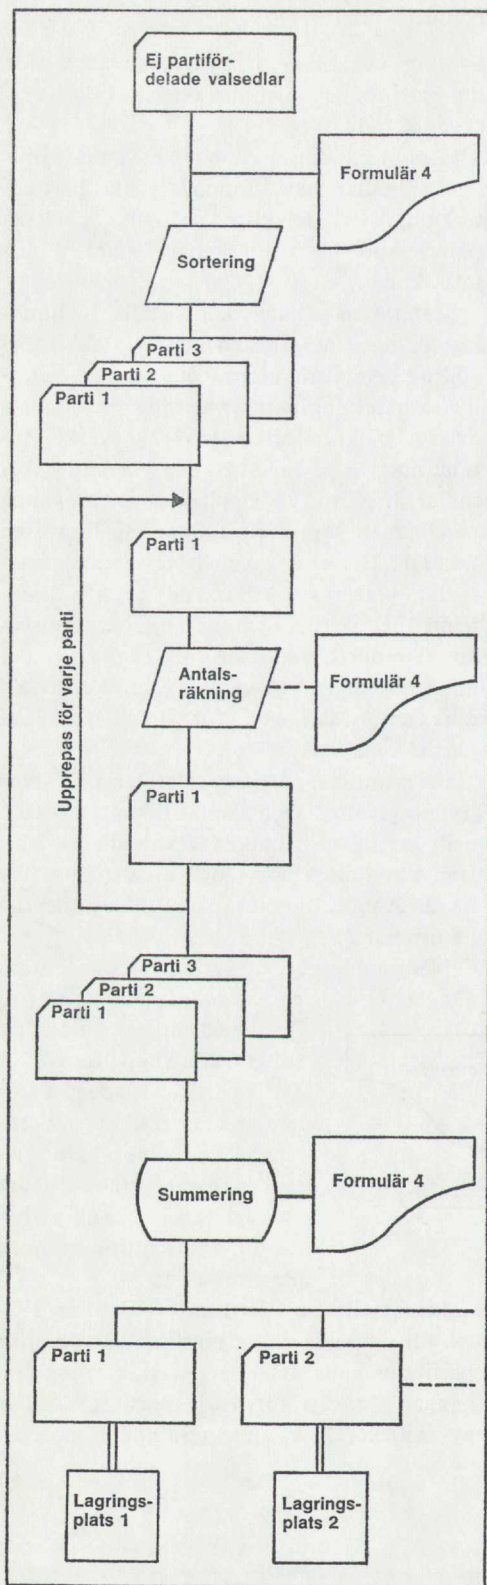 Ej partiför-
delade valsedlar
Formulär 4
Sortering
Parti 3
Parti 2
Parti 1
Parti 1
Upprepas för varje parti
Antals-
räkning
Formulär 4
Parti 1
Parti 3
Parti 2
Parti 1
Summering
Formulär 4
Parti 1
Parti 2
Lagrings-
plats 1
Lagrings-
plats 2